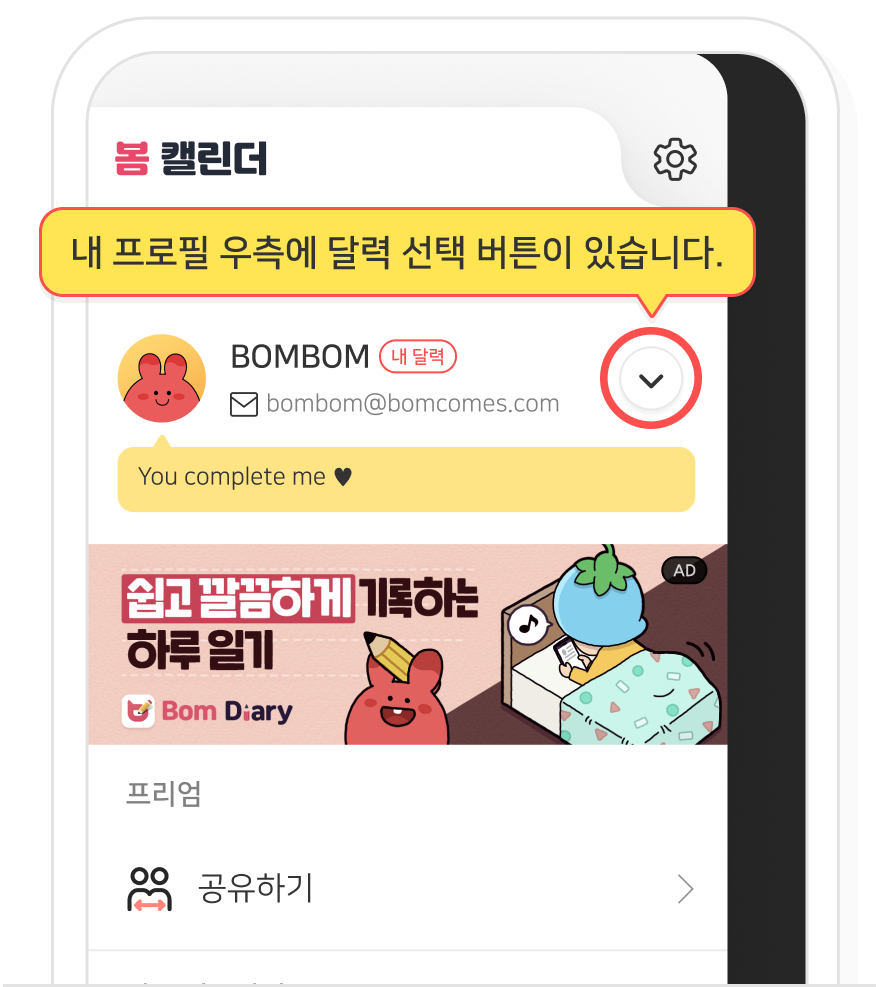 봄 캘린더
내 프로필 우측에 달력 선택 버튼이 있습니다.
BOMBOM 내 달력
bombom@bomcomes.com
You complete me ♥
AD
쉽고 깔끔하게 기록하는
하루 일기
Bom Diary
프리엄
공유하기